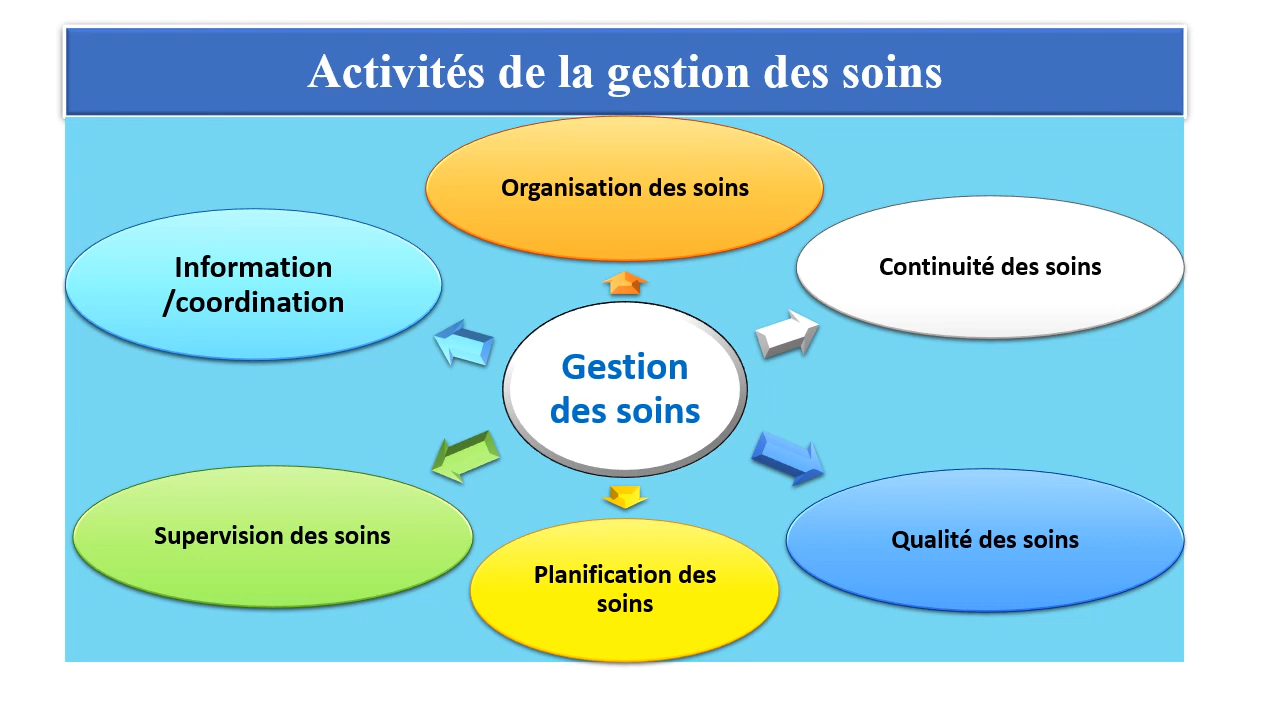 Activités de la gestion des soins
Organisation des soins
Continuité des soins
Information
/coordination
Gestion
des soins
Supervision des soins
Qualité des soins
Planification des
soins